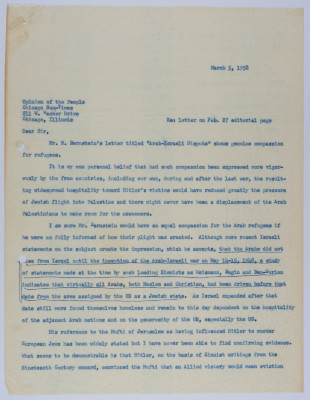 March 5, 1958
Opinion of the People
Chicago Sun-Times
211 W. Wacker Drive
Chicago, Illinois
Re: letter on Feb. 27 editorial page
Dear Sir,
Mr. B. Bernstein's letter titled "Arab-Israeli Dispute" shows genuine compassion
for refugees.
It is my own personal belief that had such compassion been expressed more vigor-
ously by the free countries, including our own, during and after the last war, the result-
ing widespread hospitality toward Hitler's victims would have reduced greatly the pressure
of Jewish flight into Palestine and there might never have been a displacement of the Arab
Palestinians to make room for the newcomers.
I am sure Mr. Bernstein would have an equal compassion for the Arab refugees if
he were as fully informed of how their plight was created. Although more recent Israeli
statements on the subject create the impression, which he accepts, that the Arabs did not
flee from Israel until the inception of the Arab-Israeli war on May 14-15, 1948, a study
of statements made at the time by such leading Zionists as Weizmann, Begin and Ben-Gurion
indicates that virtually all Arabs, both Moslem and Christian, had been driven before that
date from the area assigned by the UN as a Jewish state. As Israel expanded after that
date still more found themselves homeless and remain to this day dependent on the hospitality
of the adjacent Arab nations and on the generosity of the UN, especially the US.
His reference to the Mufti of Jerusalem as having influenced Hitler to murder
European Jews has been widely stated but I have never been able to find confirming evidence.
What seems to be demonstrable is that Hitler, on the basis of Zionist writings from the
Nineteenth Century onward, convinced the Mufti that an Allied victory would mean eviction